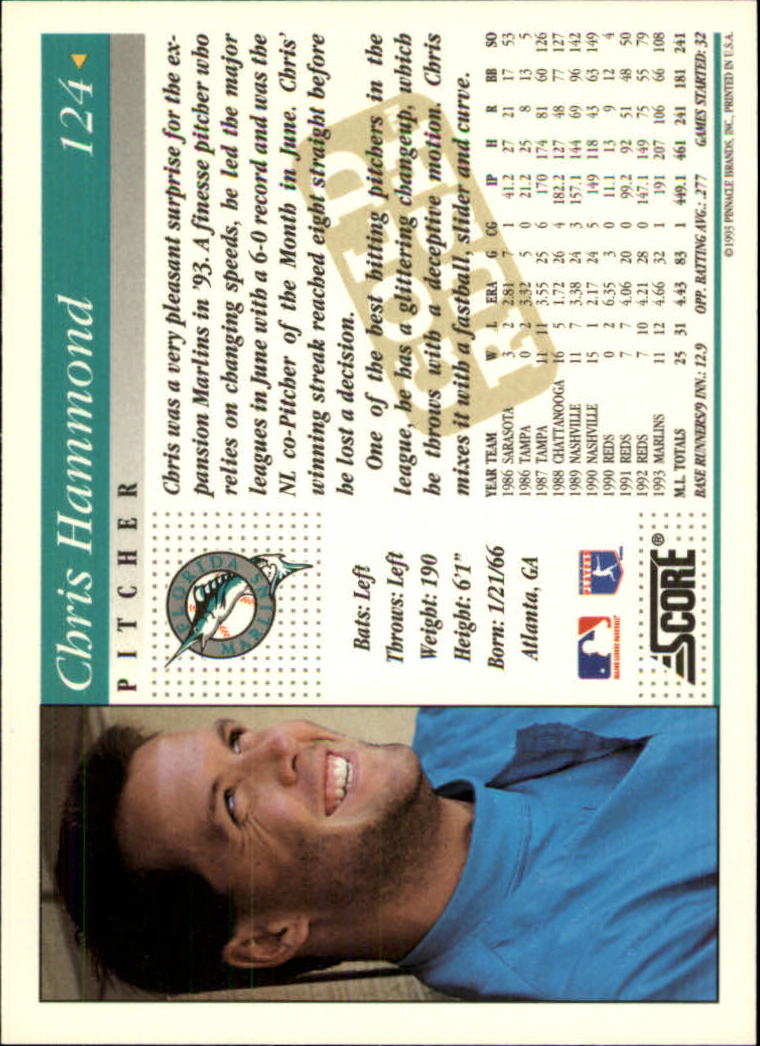 Chris Hammond 124
PITCHER
FLORIDA
MARLINS
Bats: Left
Throws: Left
Weight: 190
Height: 6'1"
Born: 1/21/66
Atlanta, GA
PLAYERS
MAJOR LEAGUE BASEBALL
SCORE®
Chris was a very pleasant surprise for the ex-
pansion Marlins in '93. A finesse pitcher who
relies on changing speeds, he led the major
leagues in June with a 6-0 record and was the
NL co-Pitcher of the Month in June. Chris'
winning streak reached eight straight before
he lost a decision.
One of the best hitting pitchers in the
league, he has a glittering changeup, which
he throws with a deceptive motion. Chris
mixes it with a fastball, slider and curve.
GOLD
RUSH
YEAR TEAM W L ERA G CG IP H R BB SO
1986 SARASOTA 3 2 2.81 7 1 41.2 27 21 17 53
1986 TAMPA 0 2 3.32 5 0 21.2 25 8 13 5
1987 TAMPA 11 11 3.55 25 6 170 174 81 60 126
1988 CHATTANOOGA 16 5 1.72 26 4 182.2 127 48 77 127
1989 NASHVILLE 11 7 3.38 24 3 157.1 144 69 96 142
1990 NASHVILLE 15 1 2.17 24 5 149 118 43 63 149
1990 REDS 0 2 6.35 3 0 11.1 13 9 12 4
1991 REDS 7 7 4.06 20 0 99.2 92 51 48 50
1992 REDS 7 10 4.21 28 0 147.1 149 75 55 79
1993 MARLINS 11 12 4.66 32 1 191 207 106 66 108
M.L. TOTALS 25 31 4.43 83 1 449.1 461 241 181 241
BASE RUNNERS/9 INN.: 12.9 OPP. BATTING AVG.: .277 GAMES STARTED: 32
©1993 PINNACLE BRANDS, INC., PRINTED IN U.S.A.